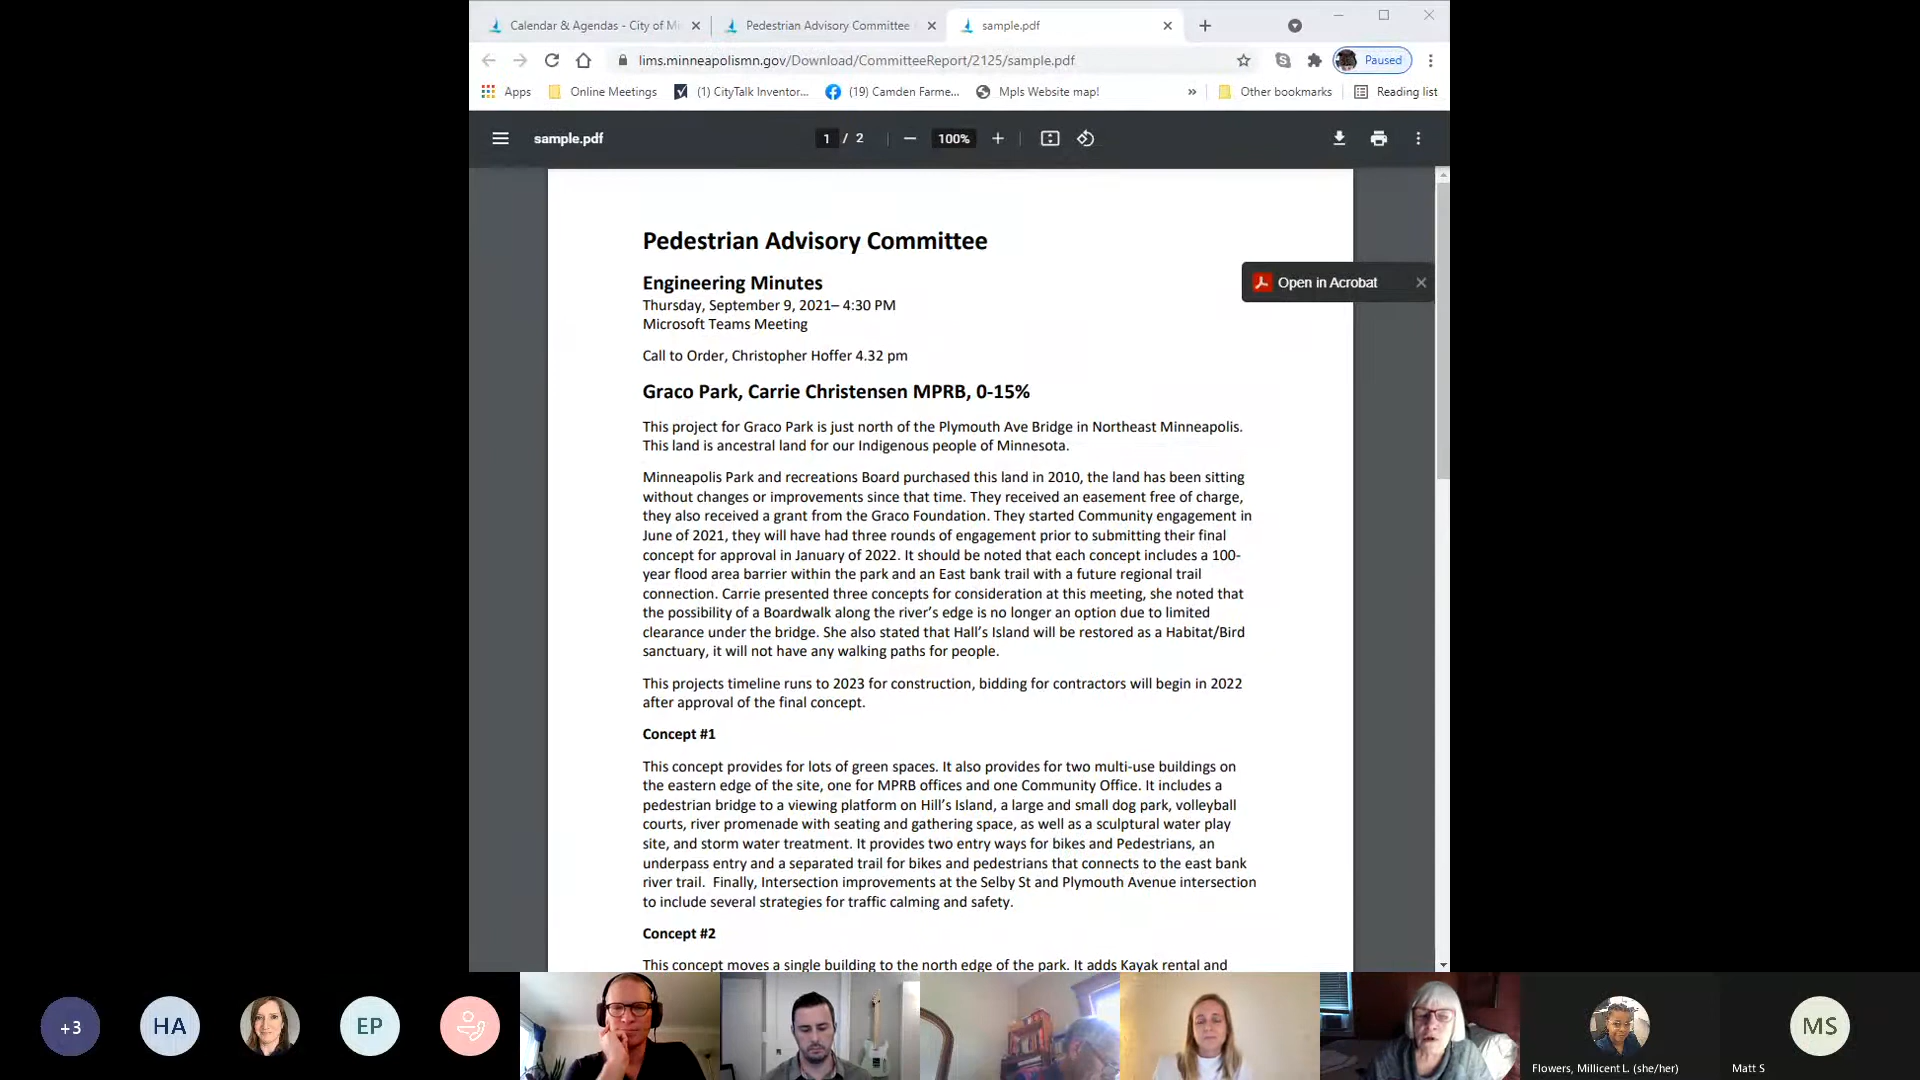 Calendar & Agendas - City of Mi
Pedestrian Advisory Committee
sample.pdf
lims.minneapolismn.gov/Download/CommitteeReport/2125/sample.pdf
Paused
Apps
Online Meetings
(1) CityTalk Inventor...
(19) Camden Farme...
Mpls Website map!
»
Other bookmarks
Reading list
sample.pdf
1 / 2
100%
Pedestrian Advisory Committee
Engineering Minutes
Open in Acrobat
Thursday, September 9, 2021– 4:30 PM
Microsoft Teams Meeting
Call to Order, Christopher Hoffer 4.32 pm
Graco Park, Carrie Christensen MPRB, 0-15%
This project for Graco Park is just north of the Plymouth Ave Bridge in Northeast Minneapolis.
This land is ancestral land for our Indigenous people of Minnesota.
Minneapolis Park and recreations Board purchased this land in 2010, the land has been sitting
without changes or improvements since that time. They received an easement free of charge,
they also received a grant from the Graco Foundation. They started Community engagement in
June of 2021, they will have had three rounds of engagement prior to submitting their final
concept for approval in January of 2022. It should be noted that each concept includes a 100-
year flood area barrier within the park and an East bank trail with a future regional trail
connection. Carrie presented three concepts for consideration at this meeting, she noted that
the possibility of a Boardwalk along the river’s edge is no longer an option due to limited
clearance under the bridge. She also stated that Hall’s Island will be restored as a Habitat/Bird
sanctuary, it will not have any walking paths for people.
This projects timeline runs to 2023 for construction, bidding for contractors will begin in 2022
after approval of the final concept.
Concept #1
This concept provides for lots of green spaces. It also provides for two multi-use buildings on
the eastern edge of the site, one for MPRB offices and one Community Office. It includes a
pedestrian bridge to a viewing platform on Hill’s Island, a large and small dog park, volleyball
courts, river promenade with seating and gathering space, as well as a sculptural water play
site, and storm water treatment. It provides two entry ways for bikes and Pedestrians, an
underpass entry and a separated trail for bikes and pedestrians that connects to the east bank
river trail.  Finally, Intersection improvements at the Selby St and Plymouth Avenue intersection
to include several strategies for traffic calming and safety.
Concept #2
This concept moves a single building to the north edge of the park. It adds Kayak rental and
+3
HA
EP
MS
Flowers, Millicent L. (she/her)
Matt S